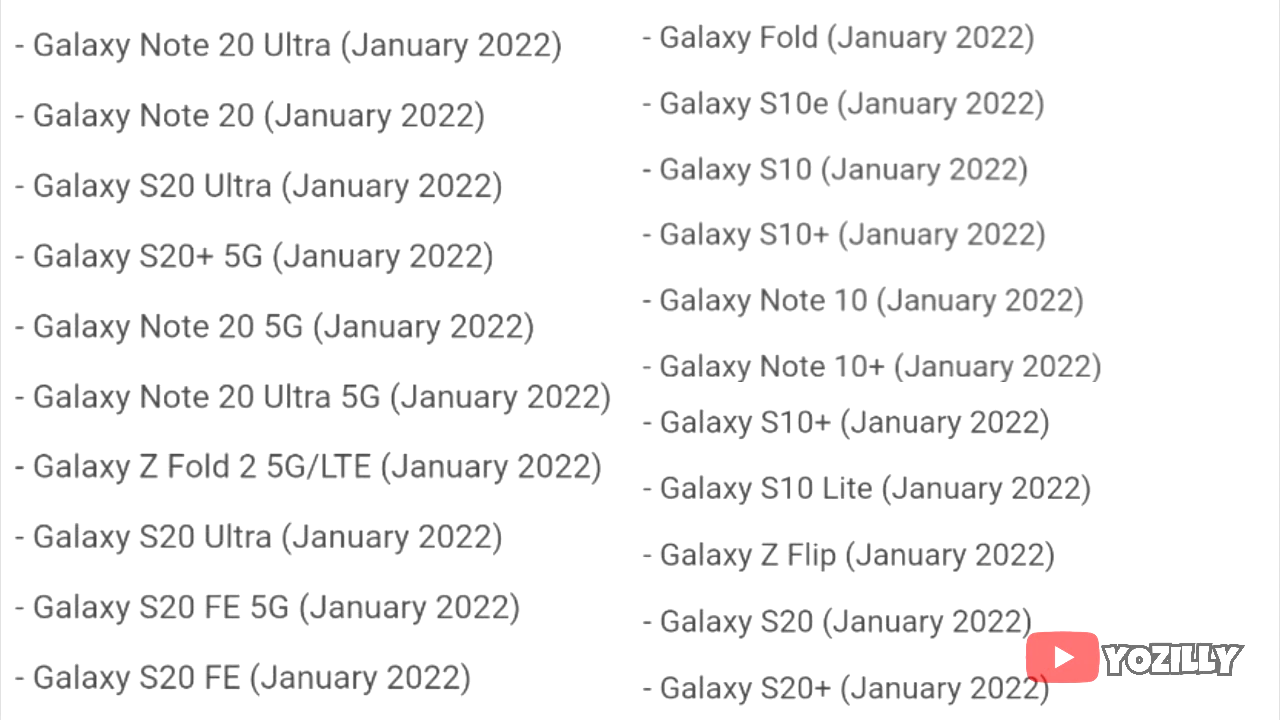 - Galaxy Note 20 Ultra (January 2022)
- Galaxy Note 20 (January 2022)
- Galaxy S20 Ultra (January 2022)
- Galaxy S20+ 5G (January 2022)
- Galaxy Note 20 5G (January 2022)
- Galaxy Note 20 Ultra 5G (January 2022)
- Galaxy Z Fold 2 5G/LTE (January 2022)
- Galaxy S20 Ultra (January 2022)
- Galaxy S20 FE 5G (January 2022)
- Galaxy S20 FE (January 2022)
- Galaxy Fold (January 2022)
- Galaxy S10e (January 2022)
- Galaxy S10 (January 2022)
- Galaxy S10+ (January 2022)
- Galaxy Note 10 (January 2022)
- Galaxy Note 10+ (January 2022)
- Galaxy S10+ (January 2022)
- Galaxy S10 Lite (January 2022)
- Galaxy Z Flip (January 2022)
- Galaxy S20 (January 2022)
- Galaxy S20+ (January 2022)
YOZILLY